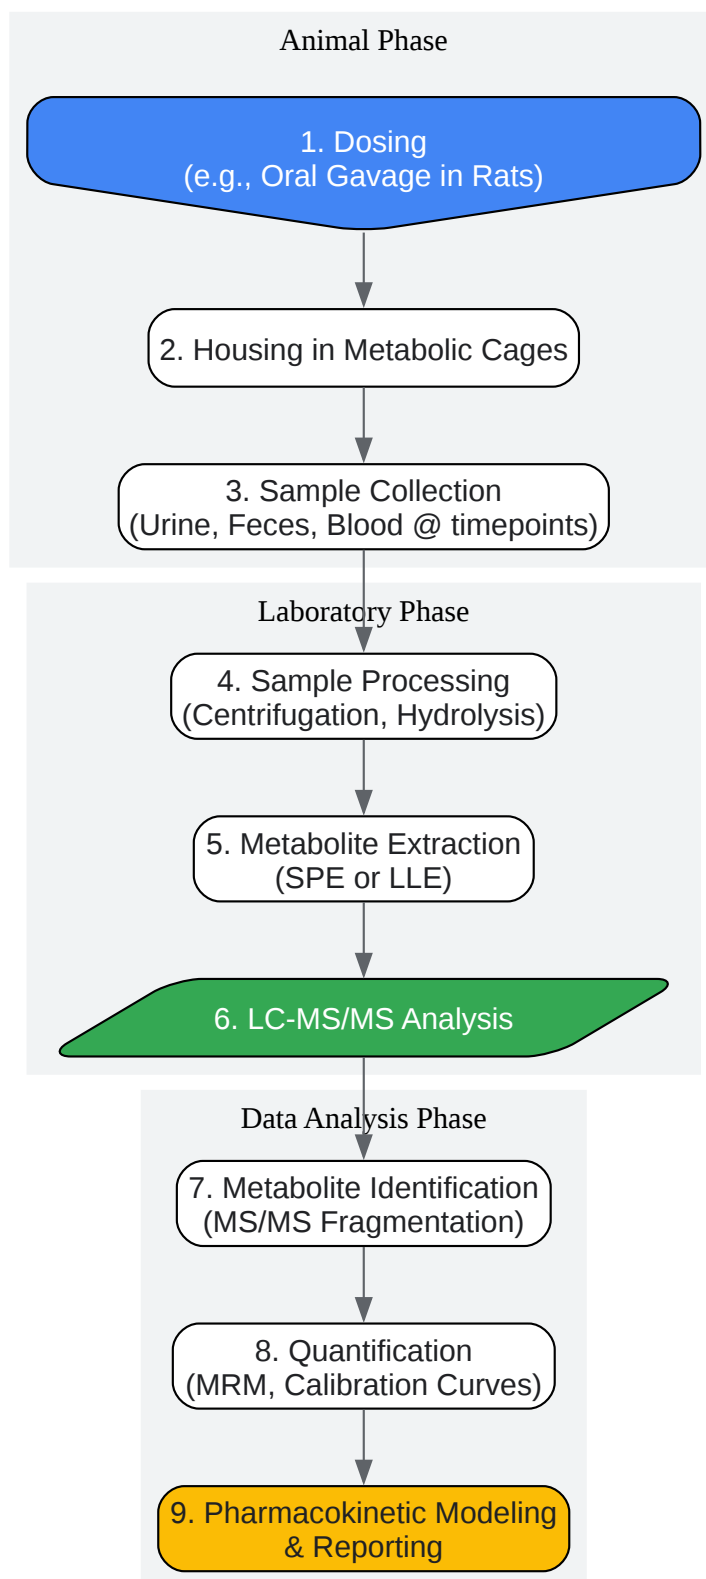 Animal Phase
1. Dosing
(e.g., Oral Gavage in Rats)
2. Housing in Metabolic Cages
3. Sample Collection
(Urine, Feces, Blood @ timepoints)
Laboratory Phase
4. Sample Processing
(Centrifugation, Hydrolysis)
5. Metabolite Extraction
(SPE or LLE)
6. LC-MS/MS Analysis
Data Analysis Phase
7. Metabolite Identification
(MS/MS Fragmentation)
8. Quantification
(MRM, Calibration Curves)
9. Pharmacokinetic Modeling
& Reporting